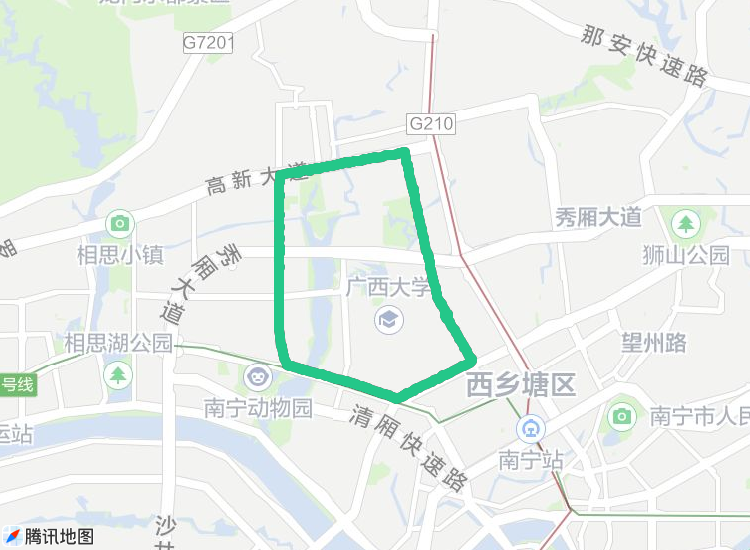 G7201
那安快速路
G210
高新大道
秀厢大道
狮山公园
相思小镇
秀厢大道
广西大学
望州路
相思湖公园
号线
西乡塘区
南宁动物园
清厢快速路
南宁市人民
运站
南宁站
沙井
腾讯地图